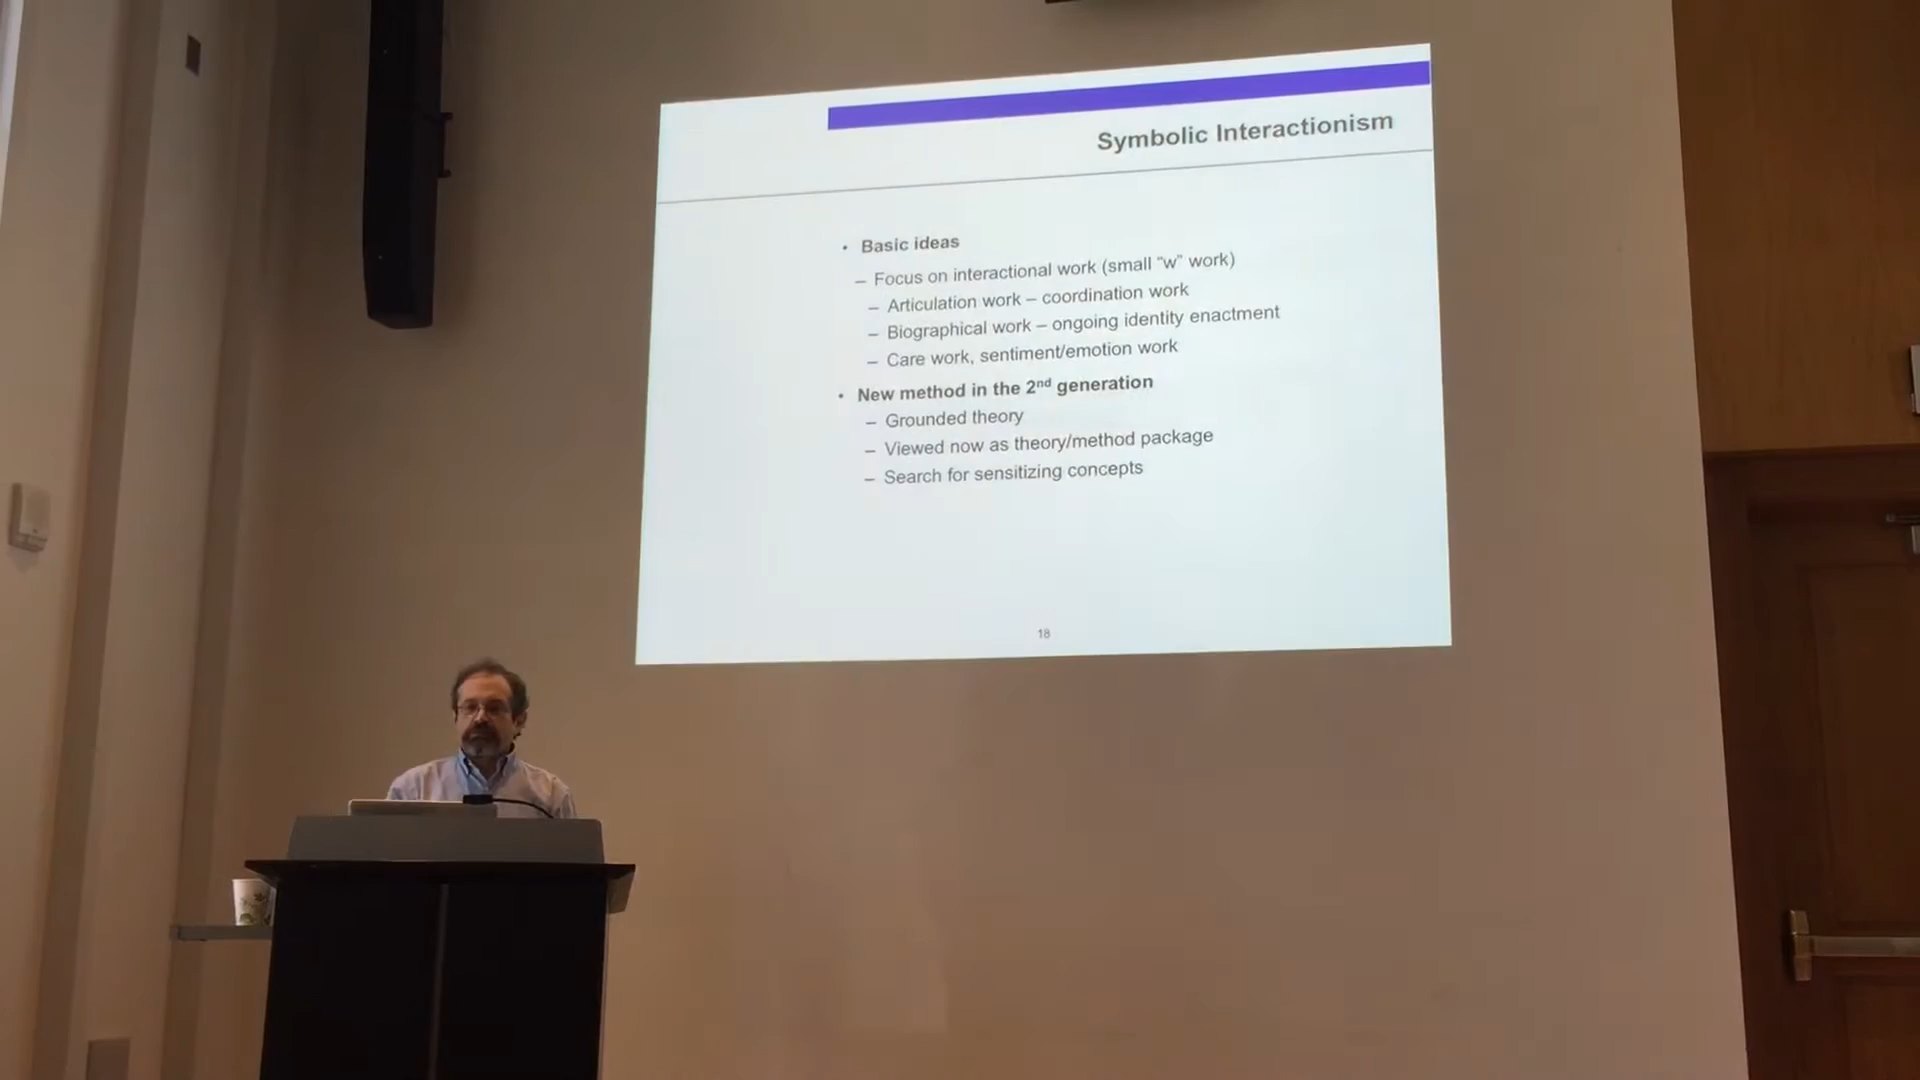 Symbolic Interactionism
• Basic ideas
– Focus on interactional work (small “w” work)
– Articulation work – coordination work
– Biographical work – ongoing identity enactment
– Care work, sentiment/emotion work
• New method in the 2nd generation
– Grounded theory
– Viewed now as theory/method package
– Search for sensitizing concepts
18